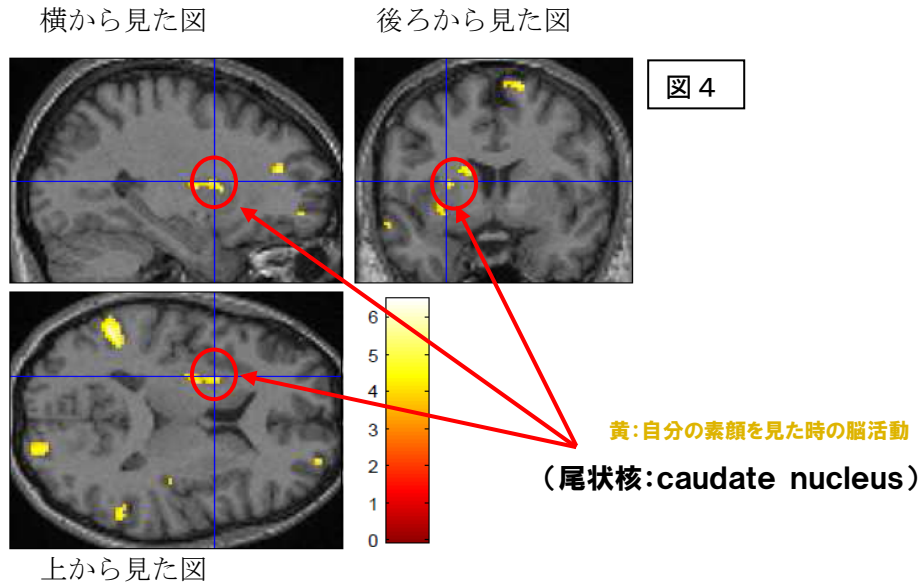 横から見た図
後ろから見た図
図4
6
5
4
3
2
1
0
黄：自分の素顔を見た時の脳活動
（尾状核：caudate nucleus）
上から見た図